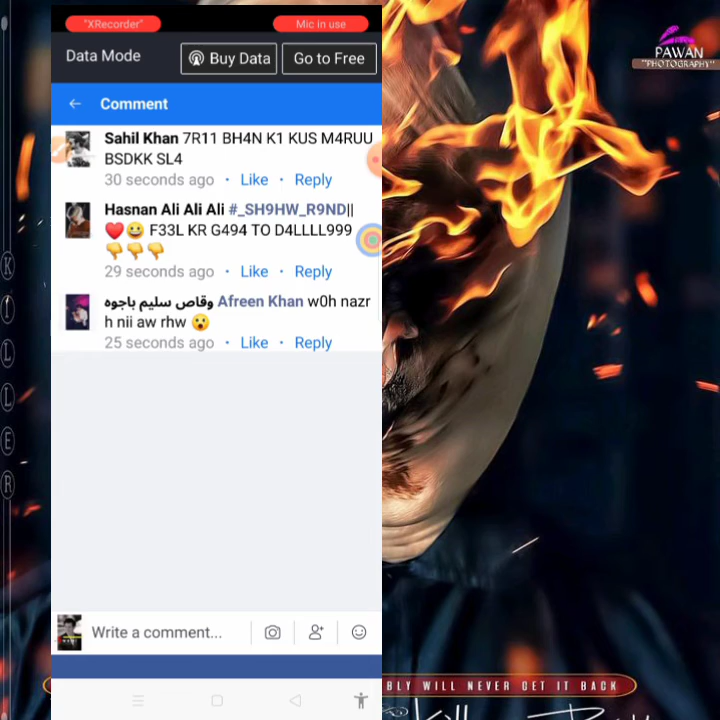 "XRecorder"
Mic in use
Data Mode
Buy Data
Go to Free
Comment
Sahil Khan 7R11 BH4N K1 KUS M4RUU
BSDKK SL4
30 seconds ago · Like · Reply
Hasnan Ali Ali Ali #_SH9HW_R9ND||
❤️😀 F33L KR G494 TO D4LLLL999
👇👇👇
29 seconds ago · Like · Reply
وقاص سليم باجوه Afreen Khan w0h nazr
h nii aw rhw 😮
25 seconds ago · Like · Reply
Write a comment...
PAWAN
"PHOTOGRAPHY"
K
I
L
L
E
R
BLY WILL NEVER GET IT BACK